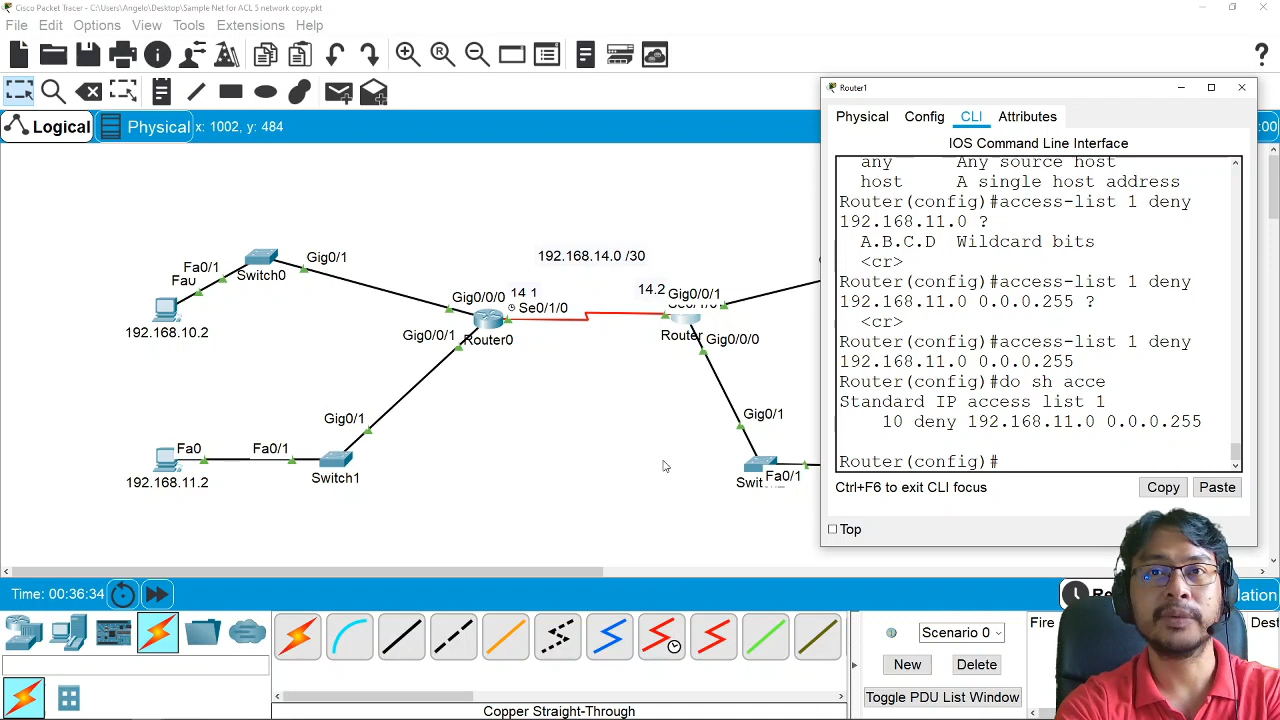 Cisco Packet Tracer - C:\Users\Angelo\Desktop\Sample Net for ACL 5 network copy.pkt
File Edit Options View Tools Extensions Help
Logical Physical x: 1002, y: 484
:00
Router1
Physical Config CLI Attributes
IOS Command Line Interface
any Any source host
host A single host address
Router(config)#access-list 1 deny
192.168.11.0 ?
A.B.C.D Wildcard bits
<cr>
Router(config)#access-list 1 deny
192.168.11.0 0.0.0.255 ?
<cr>
Router(config)#access-list 1 deny
192.168.11.0 0.0.0.255
Router(config)#do sh acce
Standard IP access list 1
10 deny 192.168.11.0 0.0.0.255
Router(config)#
Ctrl+F6 to exit CLI focus
Copy Paste
Top
Gig0/1
Fa0/1
Switch0
192.168.10.2
192.168.14.0 /30
14 1
Gig0/0/0
Se0/1/0
Gig0/0/1
Router0
14.2
Gig0/0/1
Router
Gig0/0/0
Gig0/1
Fa0
Fa0/1
192.168.11.2
Switch1
Gig0/1
Swit
Fa0/1
Time: 00:36:34
Scenario 0
New Delete
Toggle PDU List Window
Fire
Copper Straight-Through